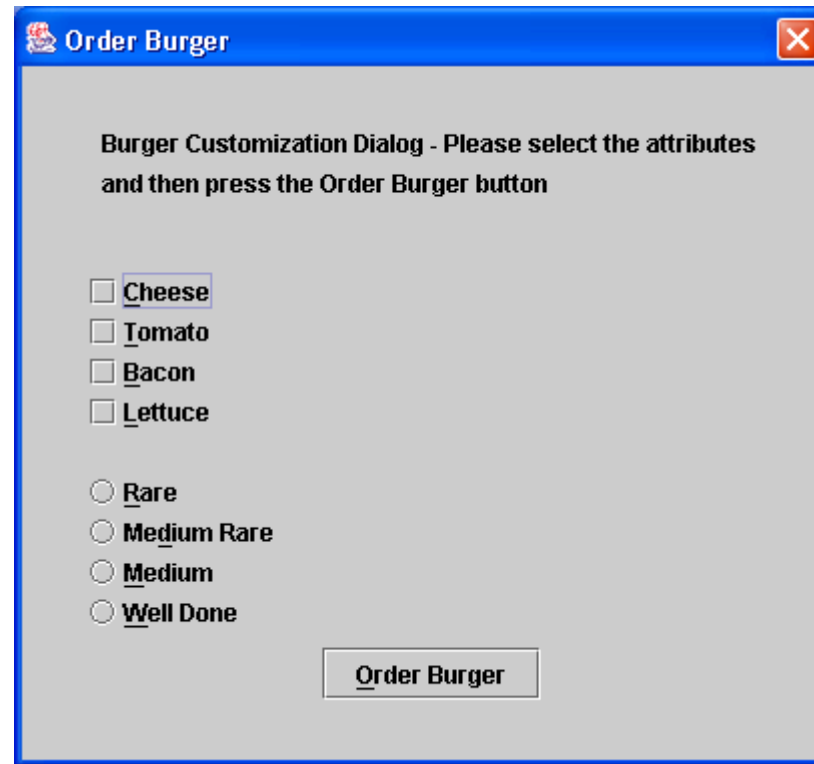 Order Burger
Burger Customization Dialog - Please select the attributes
and then press the Order Burger button
Cheese
Tomato
Bacon
Lettuce
Rare
Medium Rare
Medium
Well Done
Order Burger